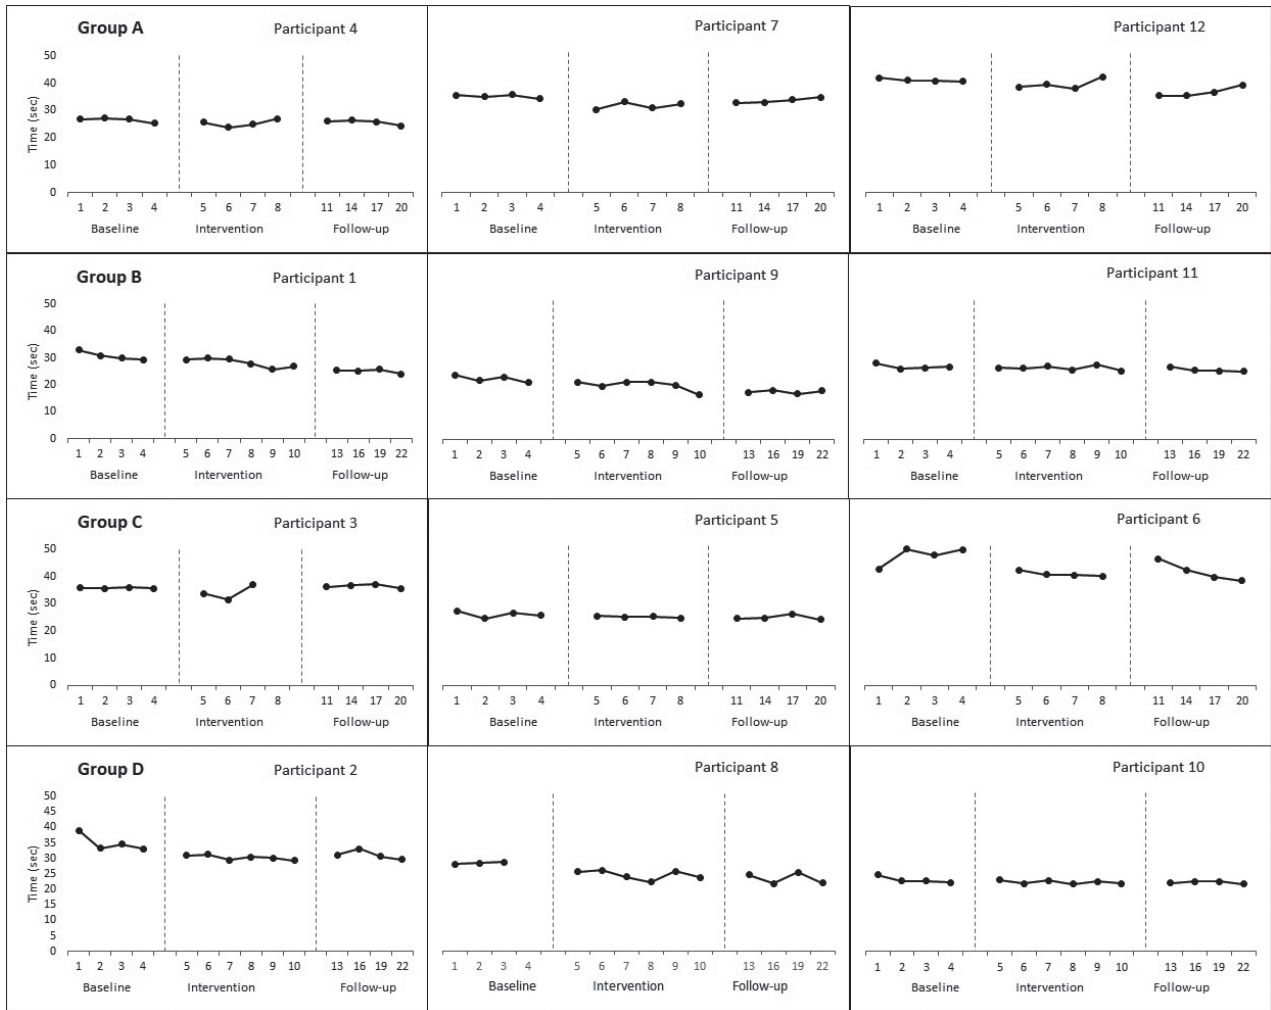 Group A Participant 4
50
40
30
20
10
0
Time (sec)
1 2 3 4 5 6 7 8 11 14 17 20
Baseline Intervention Follow-up
Participant 7
1 2 3 4 5 6 7 8 11 14 17 20
Baseline Intervention Follow-up
Participant 12
1 2 3 4 5 6 7 8 11 14 17 20
Baseline Intervention Follow-up
Group B Participant 1
50
40
30
20
10
0
Time (sec)
1 2 3 4 5 6 7 8 9 10 13 16 19 22
Baseline Intervention Follow-up
Participant 9
1 2 3 4 5 6 7 8 9 10 13 16 19 22
Baseline Intervention Follow-up
Participant 11
1 2 3 4 5 6 7 8 9 10 13 16 19 22
Baseline Intervention Follow-up
Group C Participant 3
50
40
30
20
10
0
Time (sec)
1 2 3 4 5 6 7 8 11 14 17 20
Baseline Intervention Follow-up
Participant 5
1 2 3 4 5 6 7 8 11 14 17 20
Baseline Intervention Follow-up
Participant 6
1 2 3 4 5 6 7 8 11 14 17 20
Baseline Intervention Follow-up
Group D Participant 2
50
45
40
35
30
25
20
15
10
5
0
Time (sec)
1 2 3 4 5 6 7 8 9 10 13 16 19 22
Baseline Intervention Follow-up
Participant 8
1 2 3 4 5 6 7 8 9 10 13 16 19 22
Baseline Intervention Follow-up
Participant 10
1 2 3 4 5 6 7 8 9 10 13 16 19 22
Baseline Intervention Follow-up